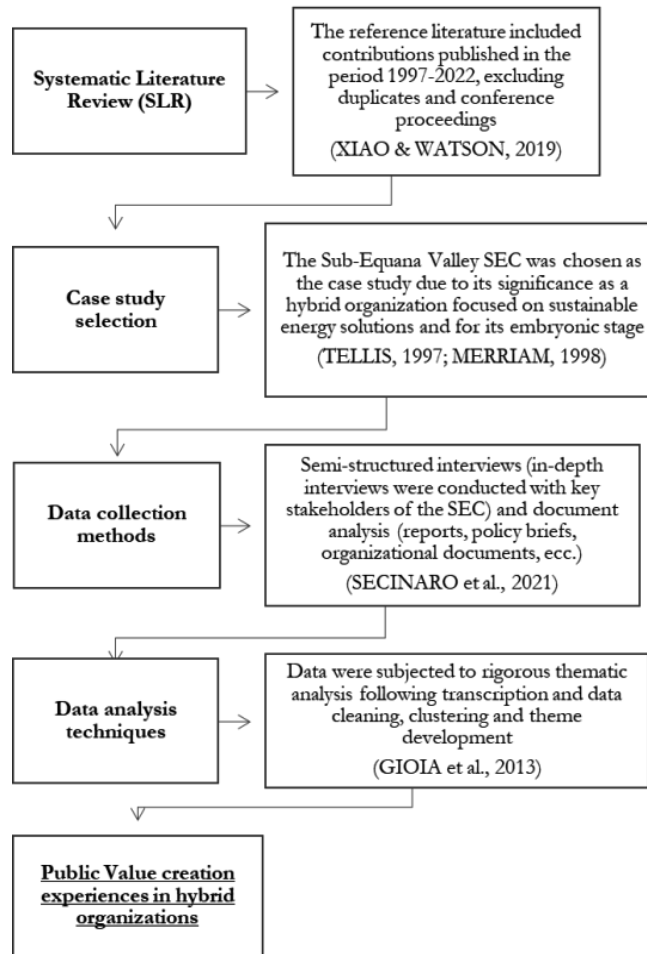 Systematic Literature
Review (SLR)
The reference literature included
contributions published in the
period 1997-2022, excluding
duplicates and conference
proceedings
(XIAO & WATSON, 2019)
Case study
selection
The Sub-Equana Valley SEC was chosen as
the case study due to its significance as a
hybrid organization focused on sustainable
energy solutions and for its embryonic stage
(TELLIS, 1997; MERRIAM, 1998)
Data collection
methods
Semi-structured interviews (in-depth
interviews were conducted with key
stakeholders of the SEC) and document
analysis (reports, policy briefs,
organizational documents, ecc.)
(SECINARO et al., 2021)
Data analysis
techniques
Data were subjected to rigorous thematic
analysis following transcription and data
cleaning, clustering and theme
development
(GIOIA et al., 2013)
Public Value creation
experiences in hybrid
organizations